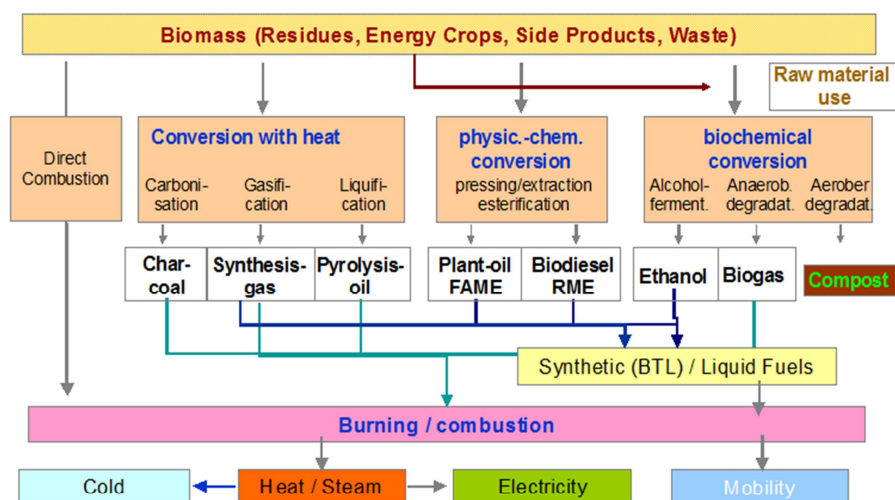 Biomass (Residues, Energy Crops, Side Products, Waste)
Raw material
use
Direct
Combustion
Conversion with heat
Carboni-
sation
Gasifi-
cation
Liquifi-
cation
physic.-chem.
conversion
pressing/extraction
esterification
biochemical
conversion
Alcohol-
ferment.
Anaerob.
degradat.
Aerober
degradat.
Char-
coal
Synthesis-
gas
Pyrolysis-
oil
Plant-oil
FAME
Biodiesel
RME
Ethanol
Biogas
Compost
Synthetic (BTL) / Liquid Fuels
Burning / combustion
Cold
Heat / Steam
Electricity
Mobility